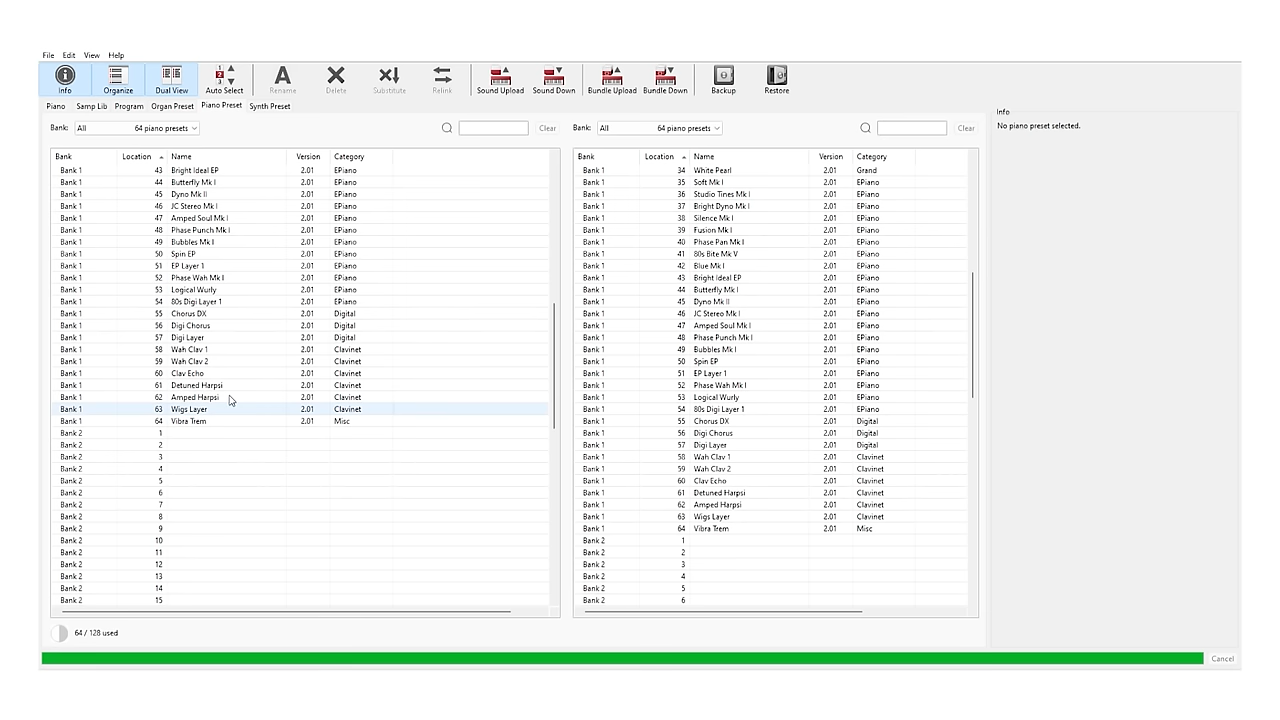 File Edit View Help
Info Organize Dual View Auto Select Rename Delete Substitute Relink Sound Upload Sound Down Bundle Upload Bundle Down Backup Restore
Piano Samp Lib Program Organ Preset Piano Preset Synth Preset
Info
Bank: All 64 piano presets Clear Bank: All 64 piano presets Clear
No piano preset selected.
Bank Location Name Version Category Bank Location Name Version Category
Bank 1 43 Bright Ideal EP 2.01 EPiano Bank 1 34 White Pearl 2.01 Grand
Bank 1 44 Butterfly Mk I 2.01 EPiano Bank 1 35 Soft Mk I 2.01 EPiano
Bank 1 45 Dyno Mk II 2.01 EPiano Bank 1 36 Studio Tines Mk I 2.01 EPiano
Bank 1 46 JC Stereo Mk I 2.01 EPiano Bank 1 37 Bright Dyno Mk I 2.01 EPiano
Bank 1 47 Amped Soul Mk I 2.01 EPiano Bank 1 38 Silence Mk I 2.01 EPiano
Bank 1 48 Phase Punch Mk I 2.01 EPiano Bank 1 39 Fusion Mk I 2.01 EPiano
Bank 1 49 Bubbles Mk I 2.01 EPiano Bank 1 40 Phase Pan Mk I 2.01 EPiano
Bank 1 50 Spin EP 2.01 EPiano Bank 1 41 80s Bite Mk V 2.01 EPiano
Bank 1 51 EP Layer 1 2.01 EPiano Bank 1 42 Blue Mk I 2.01 EPiano
Bank 1 52 Phase Wah Mk I 2.01 EPiano Bank 1 43 Bright Ideal EP 2.01 EPiano
Bank 1 53 Logical Wurly 2.01 EPiano Bank 1 44 Butterfly Mk I 2.01 EPiano
Bank 1 54 80s Digi Layer 1 2.01 EPiano Bank 1 45 Dyno Mk II 2.01 EPiano
Bank 1 55 Chorus DX 2.01 Digital Bank 1 46 JC Stereo Mk I 2.01 EPiano
Bank 1 56 Digi Chorus 2.01 Digital Bank 1 47 Amped Soul Mk I 2.01 EPiano
Bank 1 57 Digi Layer 2.01 Digital Bank 1 48 Phase Punch Mk I 2.01 EPiano
Bank 1 58 Wah Clav 1 2.01 Clavinet Bank 1 49 Bubbles Mk I 2.01 EPiano
Bank 1 59 Wah Clav 2 2.01 Clavinet Bank 1 50 Spin EP 2.01 EPiano
Bank 1 60 Clav Echo 2.01 Clavinet Bank 1 51 EP Layer 1 2.01 EPiano
Bank 1 61 Detuned Harpsi 2.01 Clavinet Bank 1 52 Phase Wah Mk I 2.01 EPiano
Bank 1 62 Amped Harpsi 2.01 Clavinet Bank 1 53 Logical Wurly 2.01 EPiano
Bank 1 63 Wigs Layer 2.01 Clavinet Bank 1 54 80s Digi Layer 1 2.01 EPiano
Bank 1 64 Vibra Trem 2.01 Misc Bank 1 55 Chorus DX 2.01 Digital
Bank 2 1 Bank 1 56 Digi Chorus 2.01 Digital
Bank 2 2 Bank 1 57 Digi Layer 2.01 Digital
Bank 2 3 Bank 1 58 Wah Clav 1 2.01 Clavinet
Bank 2 4 Bank 1 59 Wah Clav 2 2.01 Clavinet
Bank 2 5 Bank 1 60 Clav Echo 2.01 Clavinet
Bank 2 6 Bank 1 61 Detuned Harpsi 2.01 Clavinet
Bank 2 7 Bank 1 62 Amped Harpsi 2.01 Clavinet
Bank 2 8 Bank 1 63 Wigs Layer 2.01 Clavinet
Bank 2 9 Bank 1 64 Vibra Trem 2.01 Misc
Bank 2 10 Bank 2 1
Bank 2 11 Bank 2 2
Bank 2 12 Bank 2 3
Bank 2 13 Bank 2 4
Bank 2 14 Bank 2 5
Bank 2 15 Bank 2 6
64 / 128 used
Cancel